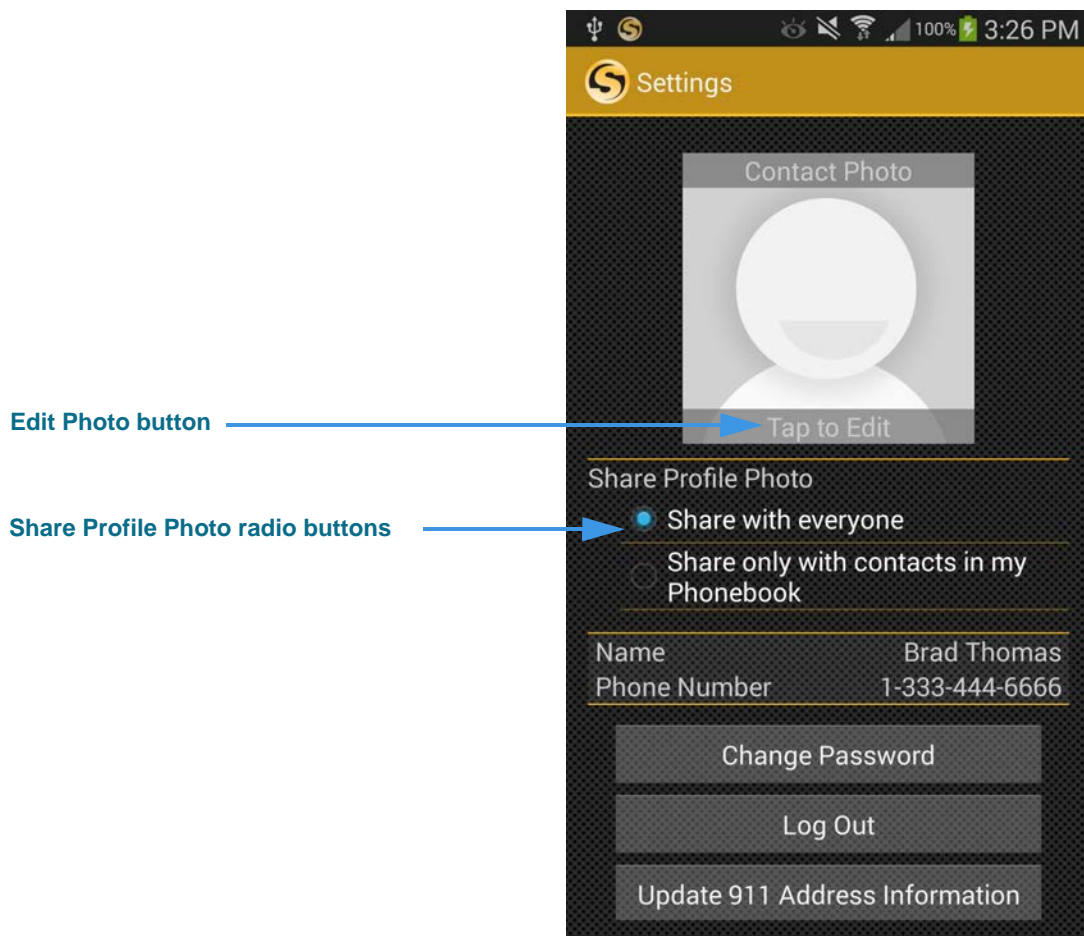 100% 3:26 PM
Settings
Contact Photo
Edit Photo button
Tap to Edit
Share Profile Photo
Share Profile Photo radio buttons
Share with everyone
Share only with contacts in my
Phonebook
Name Brad Thomas
Phone Number 1-333-444-6666
Change Password
Log Out
Update 911 Address Information